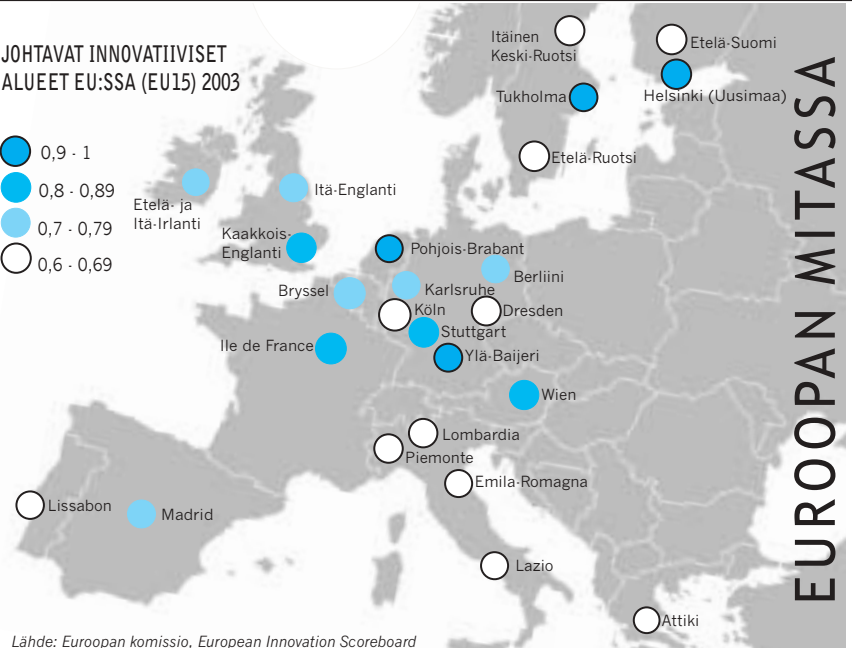 JOHTAVAT INNOVATIIVISET
ALUEET EU:SSA (EU15) 2003
0,9 - 1
0,8 - 0,89
0,7 - 0,79
0,6 - 0,69
Itäinen
Keski-Ruotsi
Etelä-Suomi
Tukholma
Helsinki (Uusimaa)
Etelä-Ruotsi
Itä-Englanti
Etelä- ja
Itä-Irlanti
Kaakkois-
Englanti
Pohjois-Brabant
Berliini
Bryssel
Karlsruhe
Köln
Dresden
Stuttgart
Ile de France
Ylä-Baijeri
Wien
Lombardia
Piemonte
Emila-Romagna
Lissabon
Madrid
Lazio
Attiki
EUROOPAN MITASSA
Lähde: Euroopan komissio, European Innovation Scoreboard